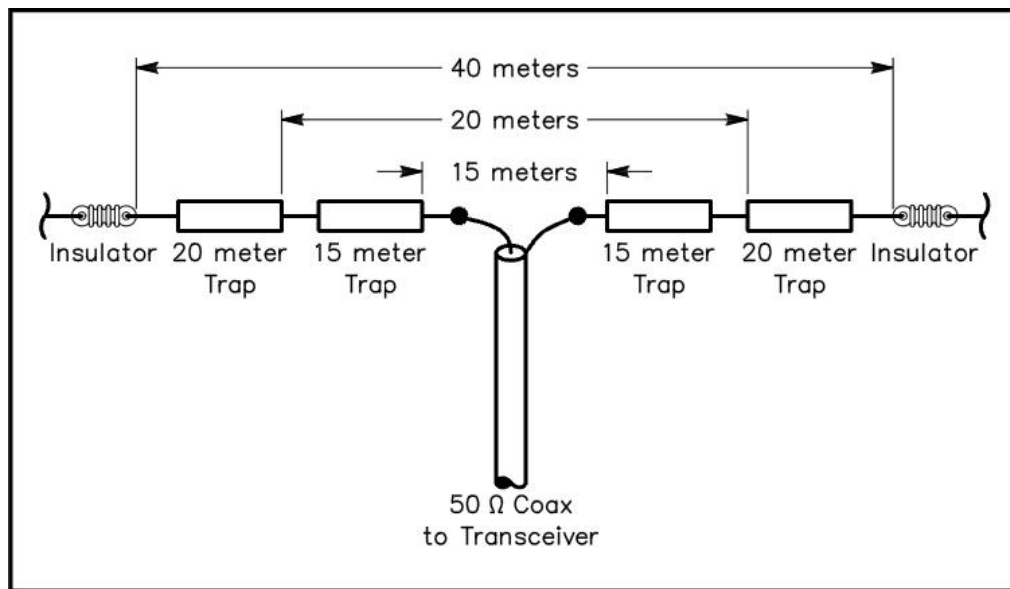 40 meters
20 meters
15 meters
Insulator
20 meter
Trap
15 meter
Trap
15 meter
Trap
20 meter
Trap
Insulator
50 Ω Coax
to Transceiver